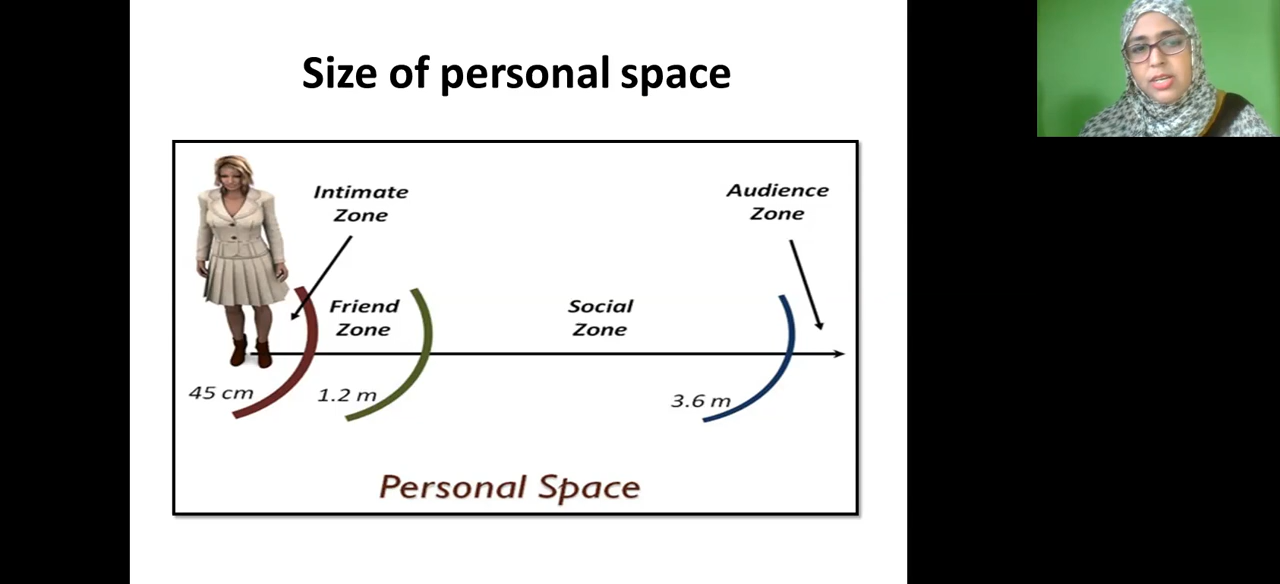 Size of personal space
Intimate
Zone
Audience
Zone
Friend
Zone
Social
Zone
45 cm
1.2 m
3.6 m
Personal Space